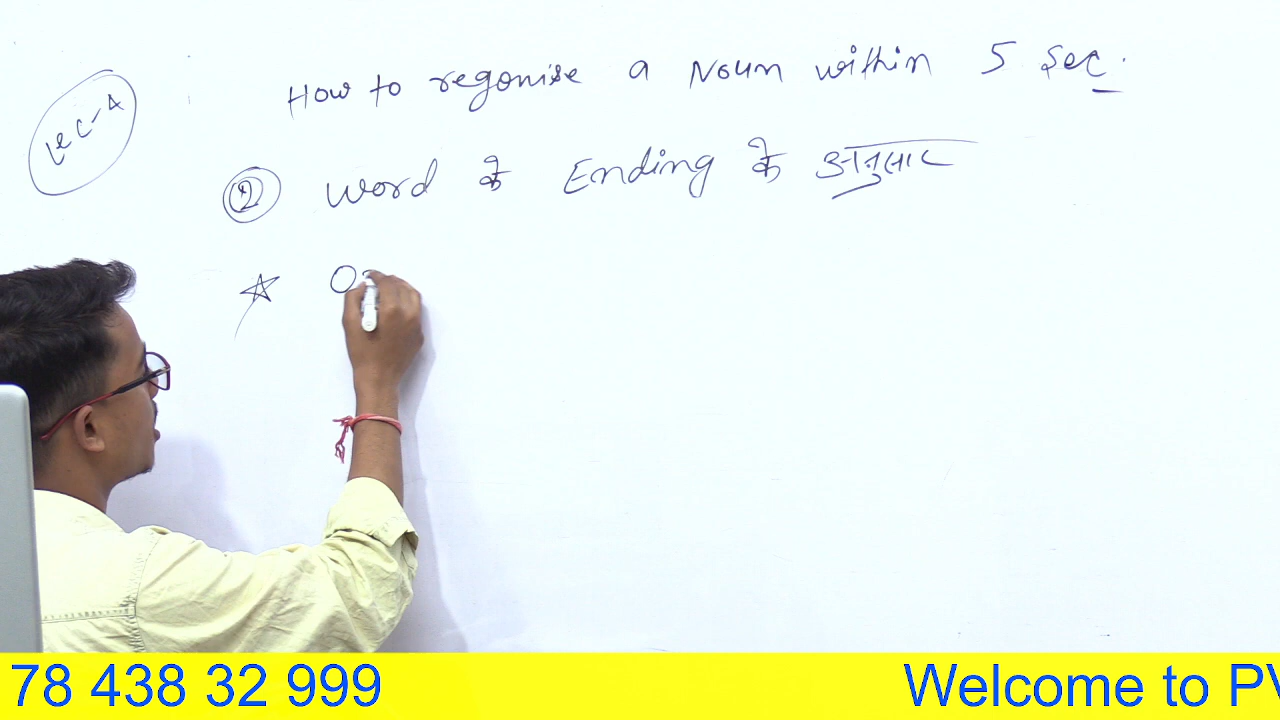 Lec-4
How to regonise a Noun within 5 Sec.
② Word के Ending के अनुसार
78 438 32 999
Welcome to PV